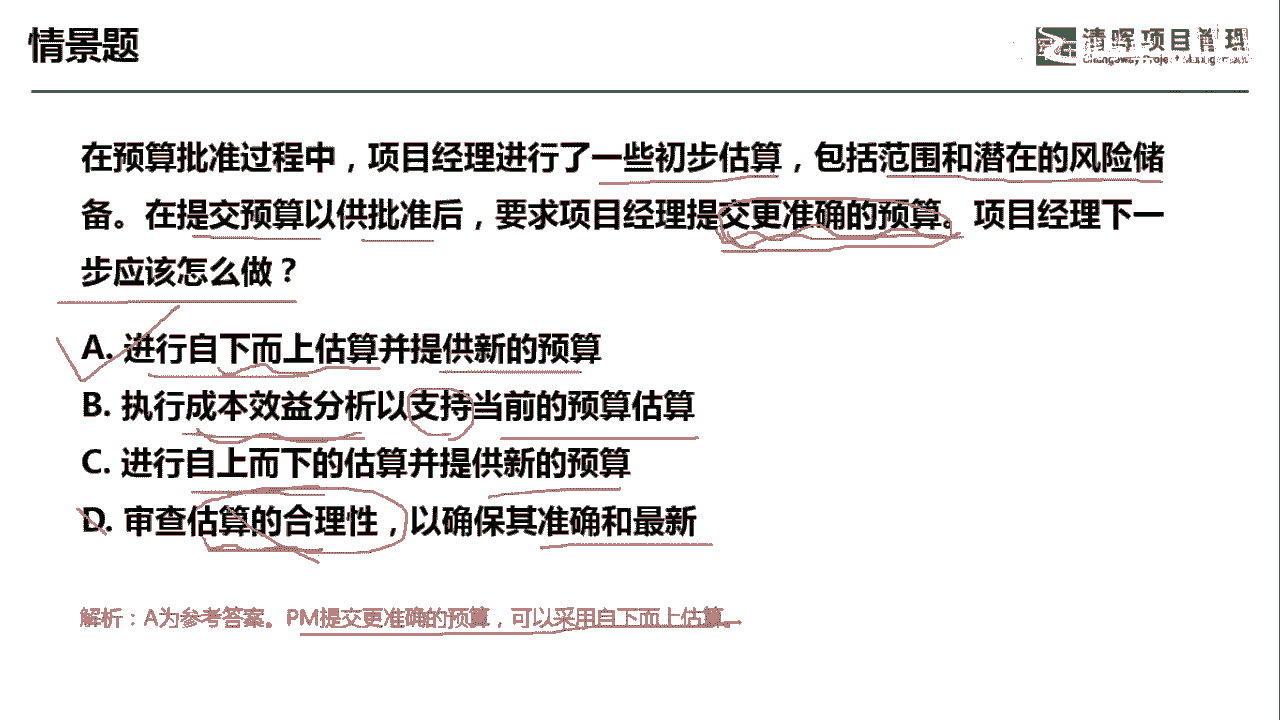 情景题
清晖项目管理
在预算批准过程中，项目经理进行了一些初步估算，包括范围和潜在的风险储
备。在提交预算以供批准后，要求项目经理提交更准确的预算。项目经理下一
步应该怎么做？
A. 进行自下而上估算并提供新的预算
B. 执行成本效益分析以支持当前的预算估算
C. 进行自上而下的估算并提供新的预算
D. 审查估算的合理性，以确保其准确和最新
解析：A为参考答案。PM提交更准确的预算，可以采用自下而上估算。